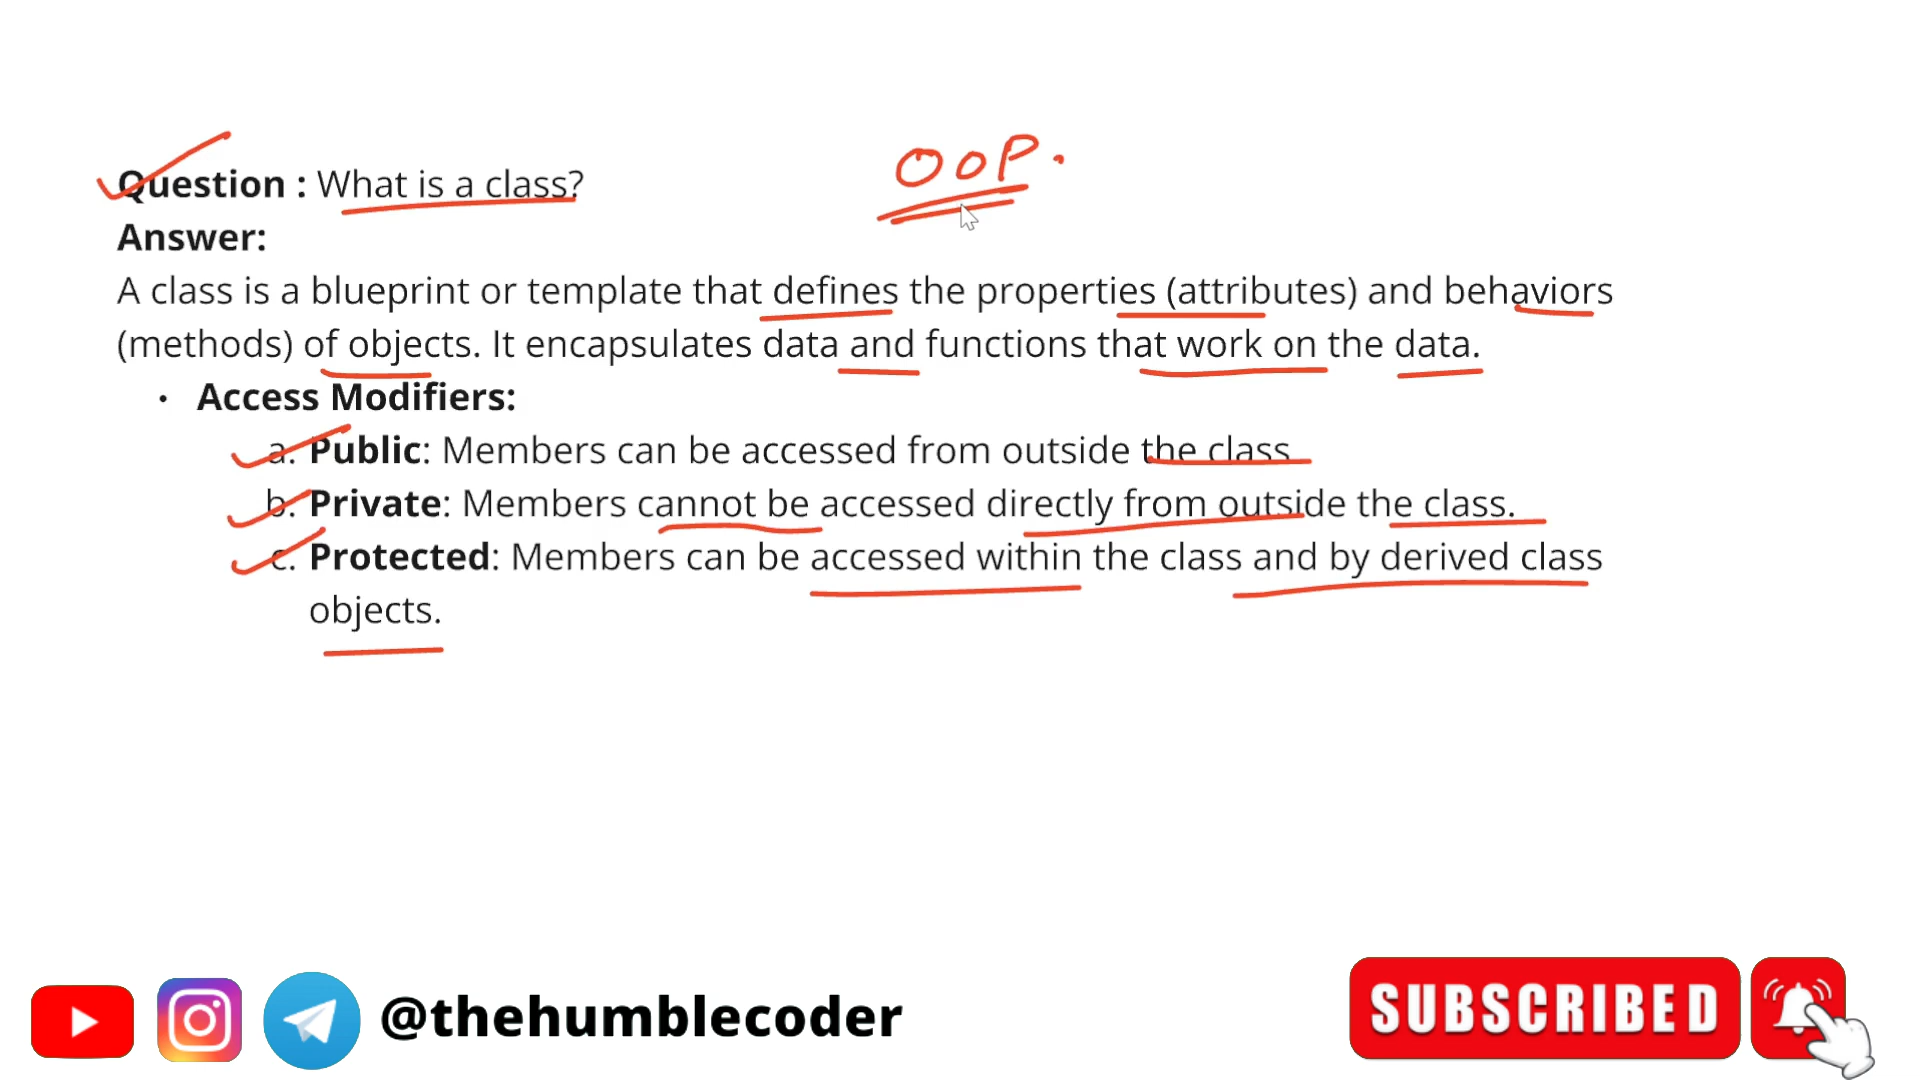 OOP.
Question : What is a class?
Answer:
A class is a blueprint or template that defines the properties (attributes) and behaviors
(methods) of objects. It encapsulates data and functions that work on the data.
• Access Modifiers:
a. Public: Members can be accessed from outside the class
b. Private: Members cannot be accessed directly from outside the class.
c. Protected: Members can be accessed within the class and by derived class
objects.
@thehumblecoder
SUBSCRIBED